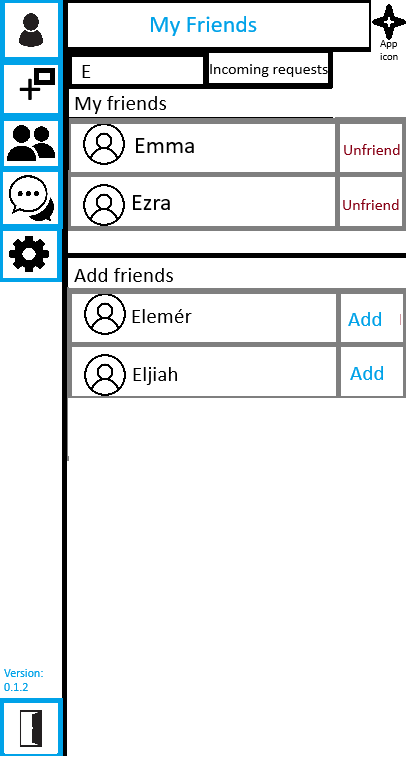 My Friends
App
icon
E
Incoming requests
My friends
Emma
Unfriend
Ezra
Unfriend
Add friends
Elemér
Add
Eljiah
Add
Version:
0.1.2